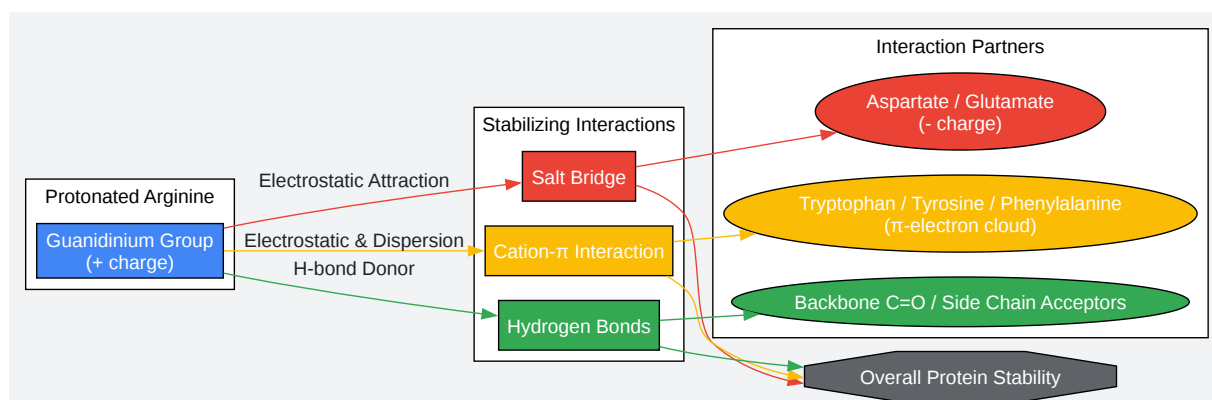 Protonated Arginine
Guanidinium Group
(+ charge)
Electrostatic Attraction
Electrostatic & Dispersion
H-bond Donor
Stabilizing Interactions
Salt Bridge
Cation-π Interaction
Hydrogen Bonds
Interaction Partners
Aspartate / Glutamate
(- charge)
Tryptophan / Tyrosine / Phenylalanine
(π-electron cloud)
Backbone C=O / Side Chain Acceptors
Overall Protein Stability